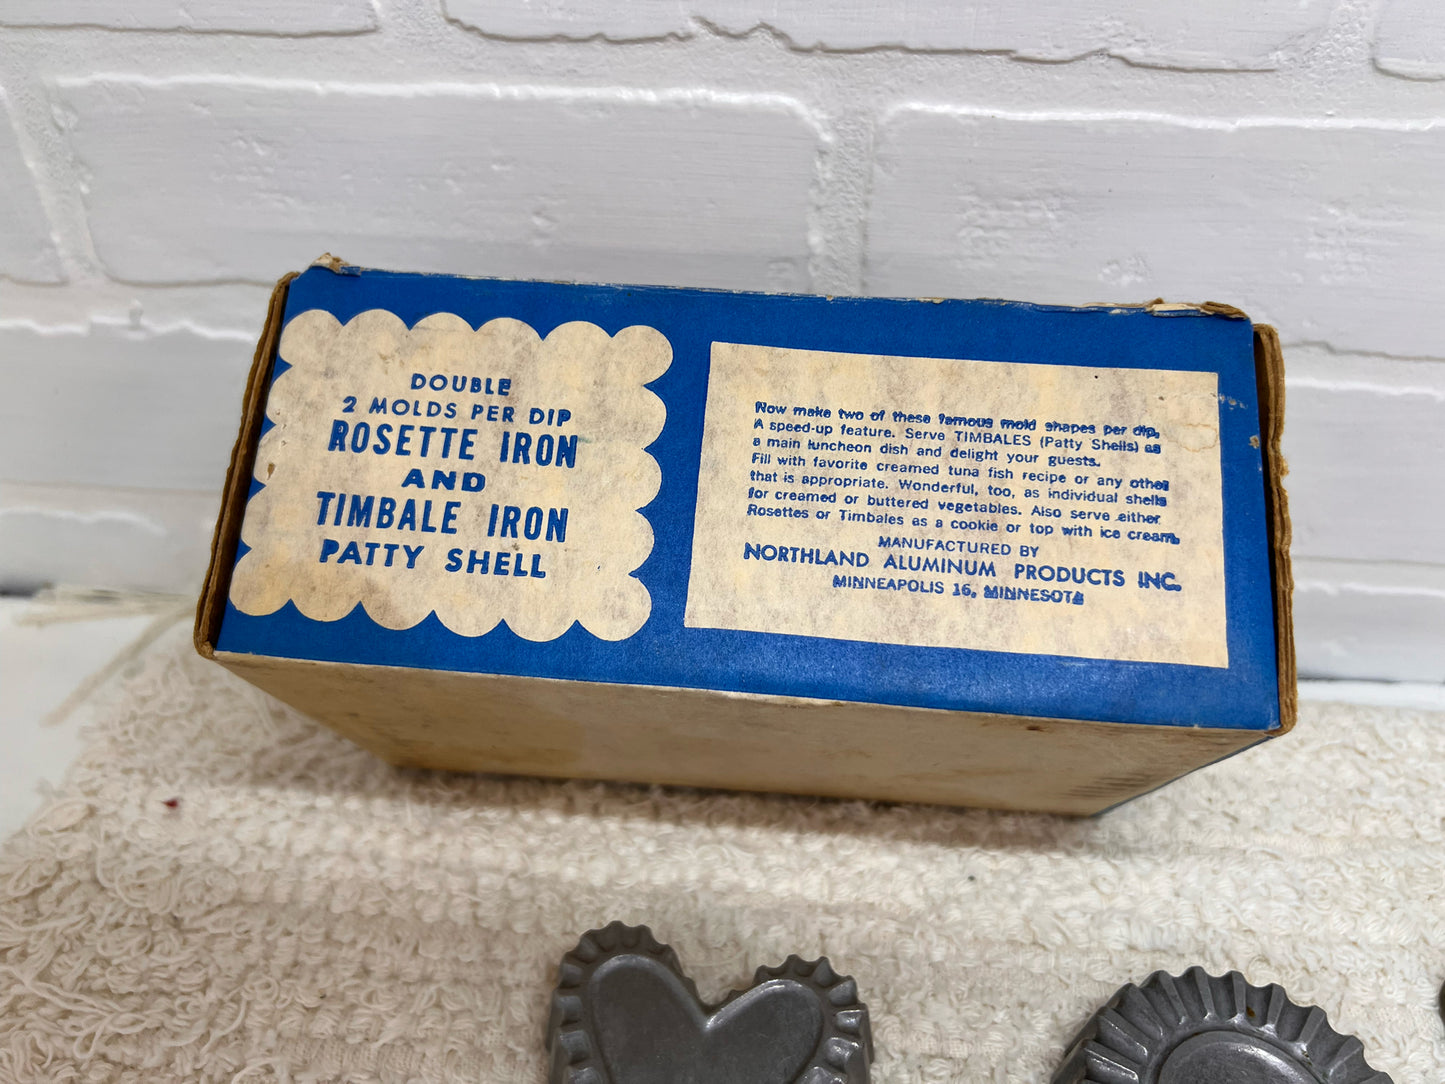 DOUBLE
2 MOLDS PER DIP
ROSETTE IRON
AND
TIMBALE IRON
PATTY SHELL
Now make two of these famous mold shapes per dip.
A speed-up feature. Serve TIMBALES (Patty Shells) as
a main luncheon dish and delight your guests.
Fill with favorite creamed tuna fish recipe or any other
that is appropriate. Wonderful, too, as individual shells
for creamed or buttered vegetables. Also serve either
Rosettes or Timbales as a cookie or top with ice cream.
MANUFACTURED BY
NORTHLAND ALUMINUM PRODUCTS INC.
MINNEAPOLIS 16, MINNESOTA